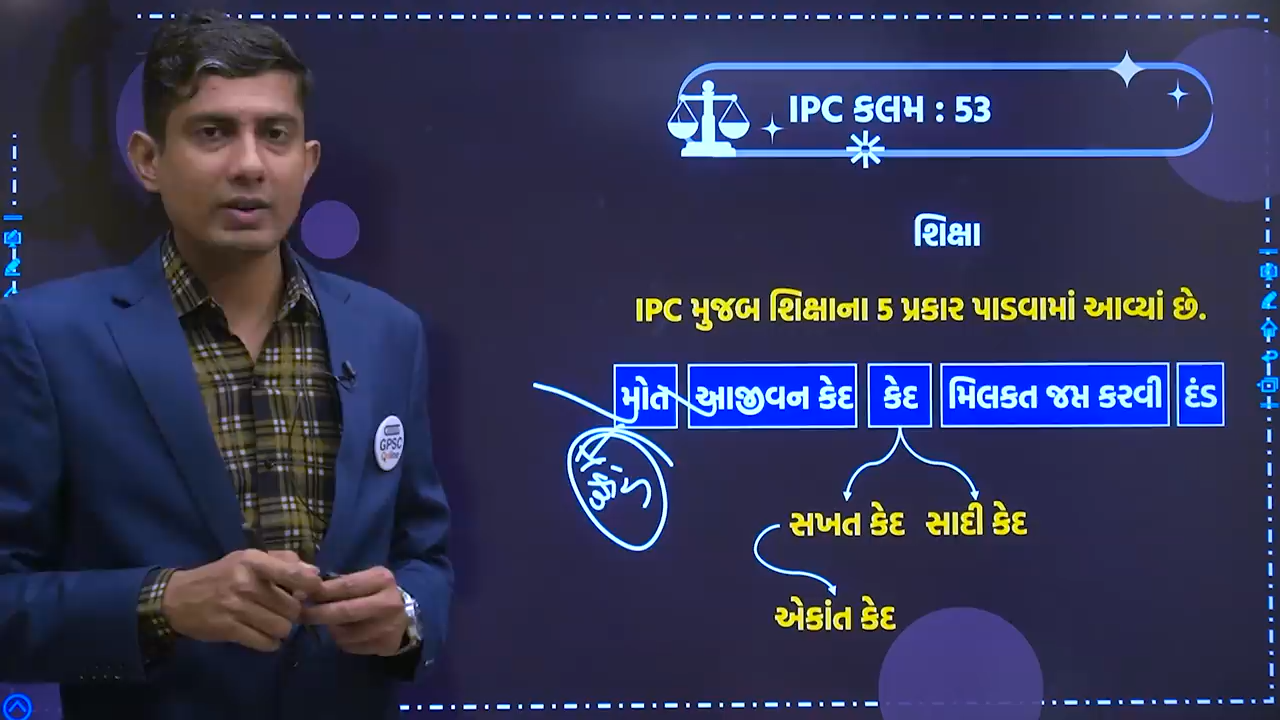 IPC કલમ : 53
શિક્ષા
IPC મુજબ શિક્ષાના 5 પ્રકાર પાડવામાં આવ્યાં છે.
મોત આજીવન કેદ કેદ મિલકત જપ્ત કરવી દંડ
GPSC
સખત કેદ સાદી કેદ
એકાંત કેદ